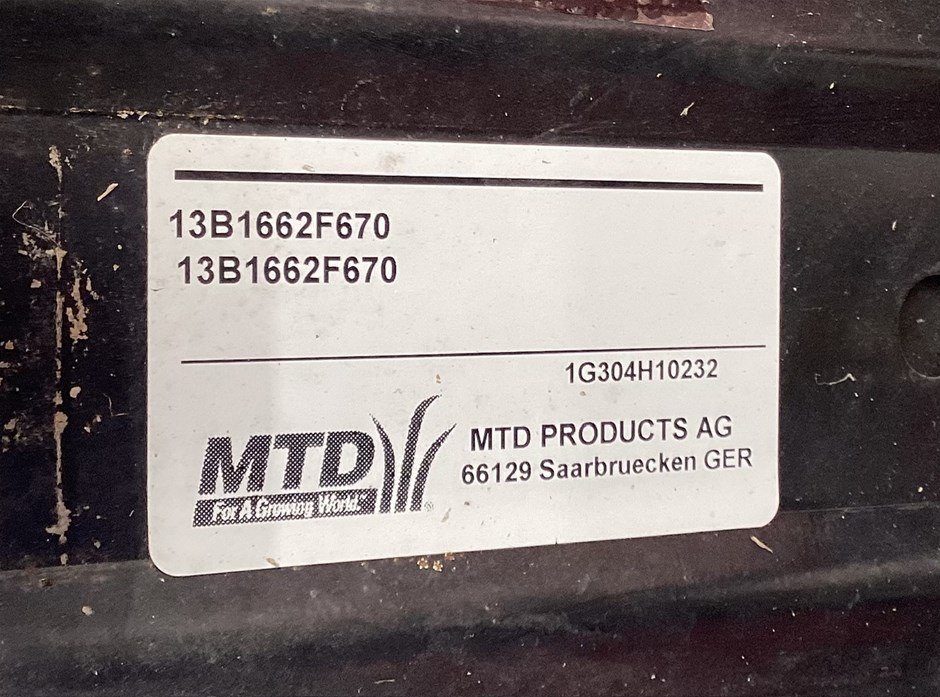 13B1662F670
13B1662F670
1G304H10232
MTD
For A Growing World.
MTD PRODUCTS AG
66129 Saarbruecken GER